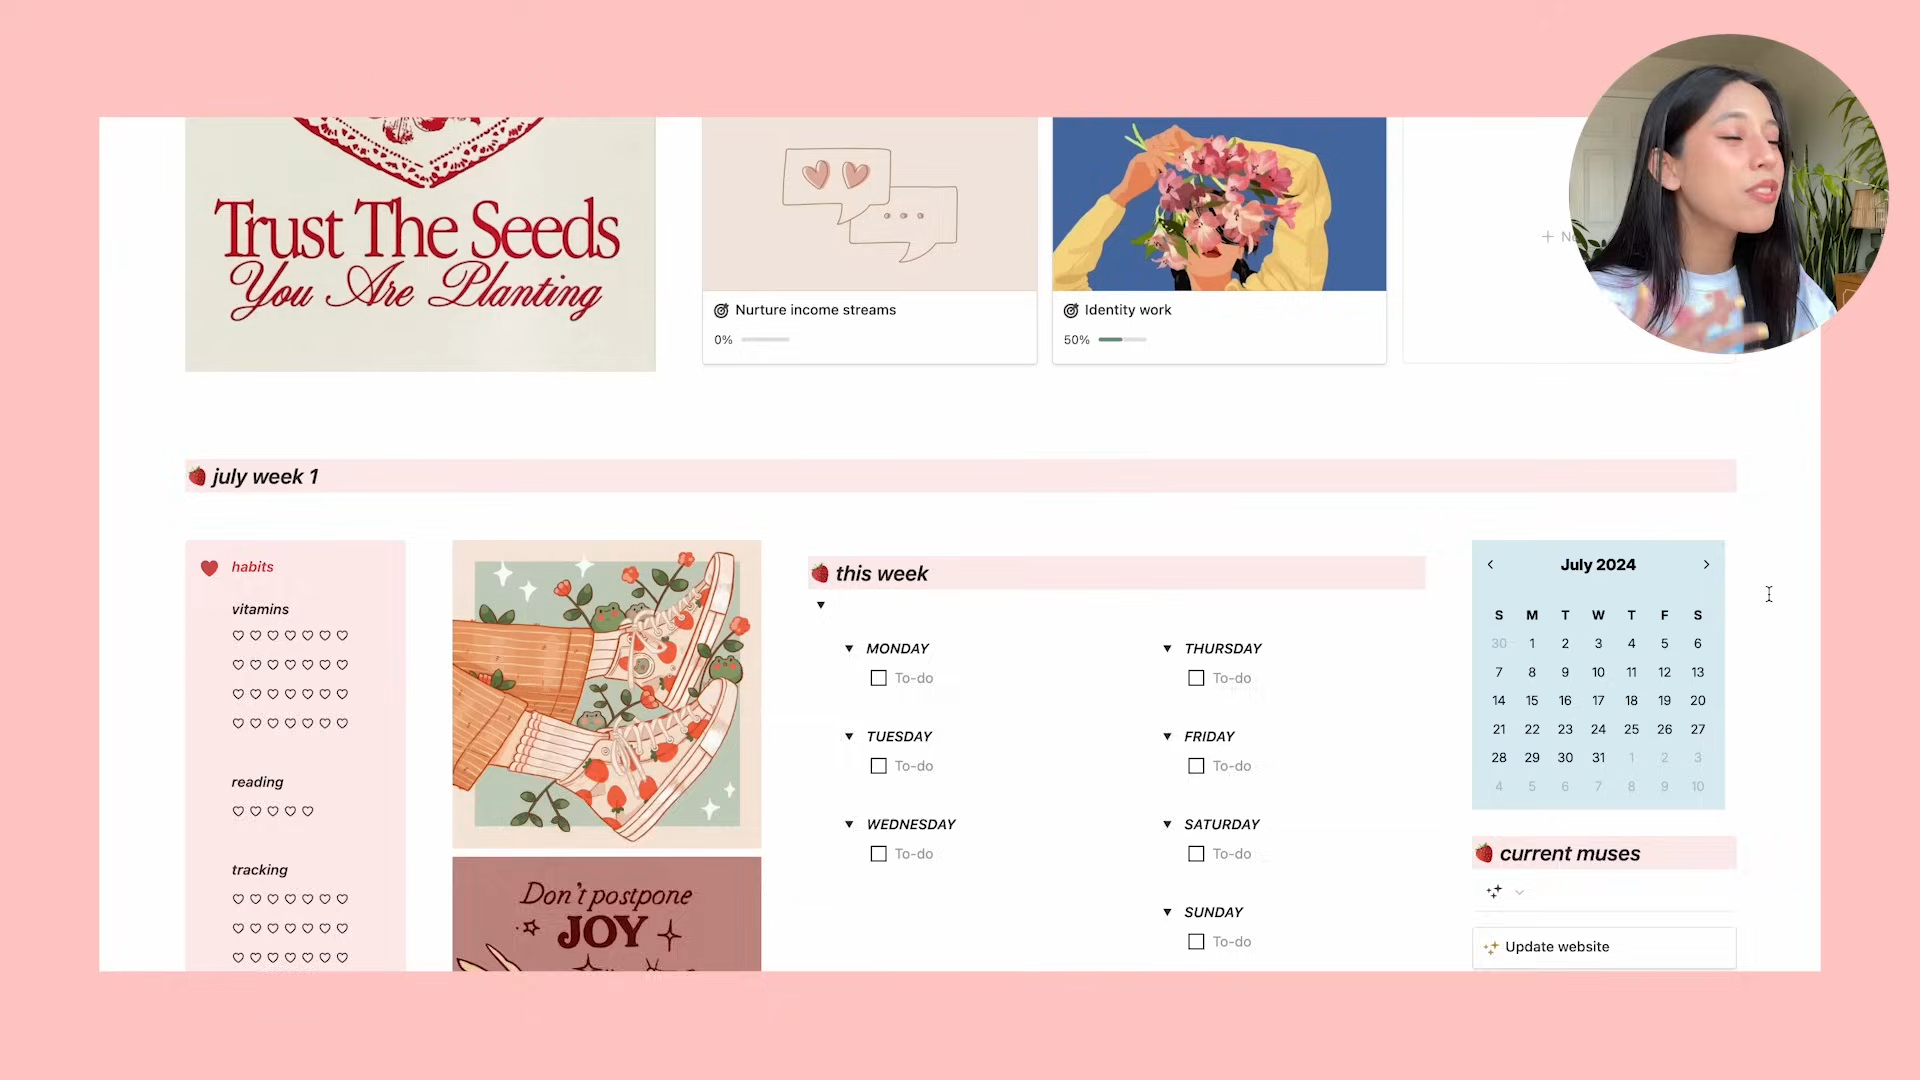 Trust The Seeds
You Are Planting
Nurture income streams
0%
Identity work
50%
july week 1
habits
vitamins
reading
tracking
Don't postpone
JOY
this week
MONDAY
To-do
TUESDAY
To-do
WEDNESDAY
To-do
THURSDAY
To-do
FRIDAY
To-do
SATURDAY
To-do
SUNDAY
To-do
July 2024
S M T W T F S
30 1 2 3 4 5 6
7 8 9 10 11 12 13
14 15 16 17 18 19 20
21 22 23 24 25 26 27
28 29 30 31 1 2 3
4 5 6 7 8 9 10
current muses
Update website